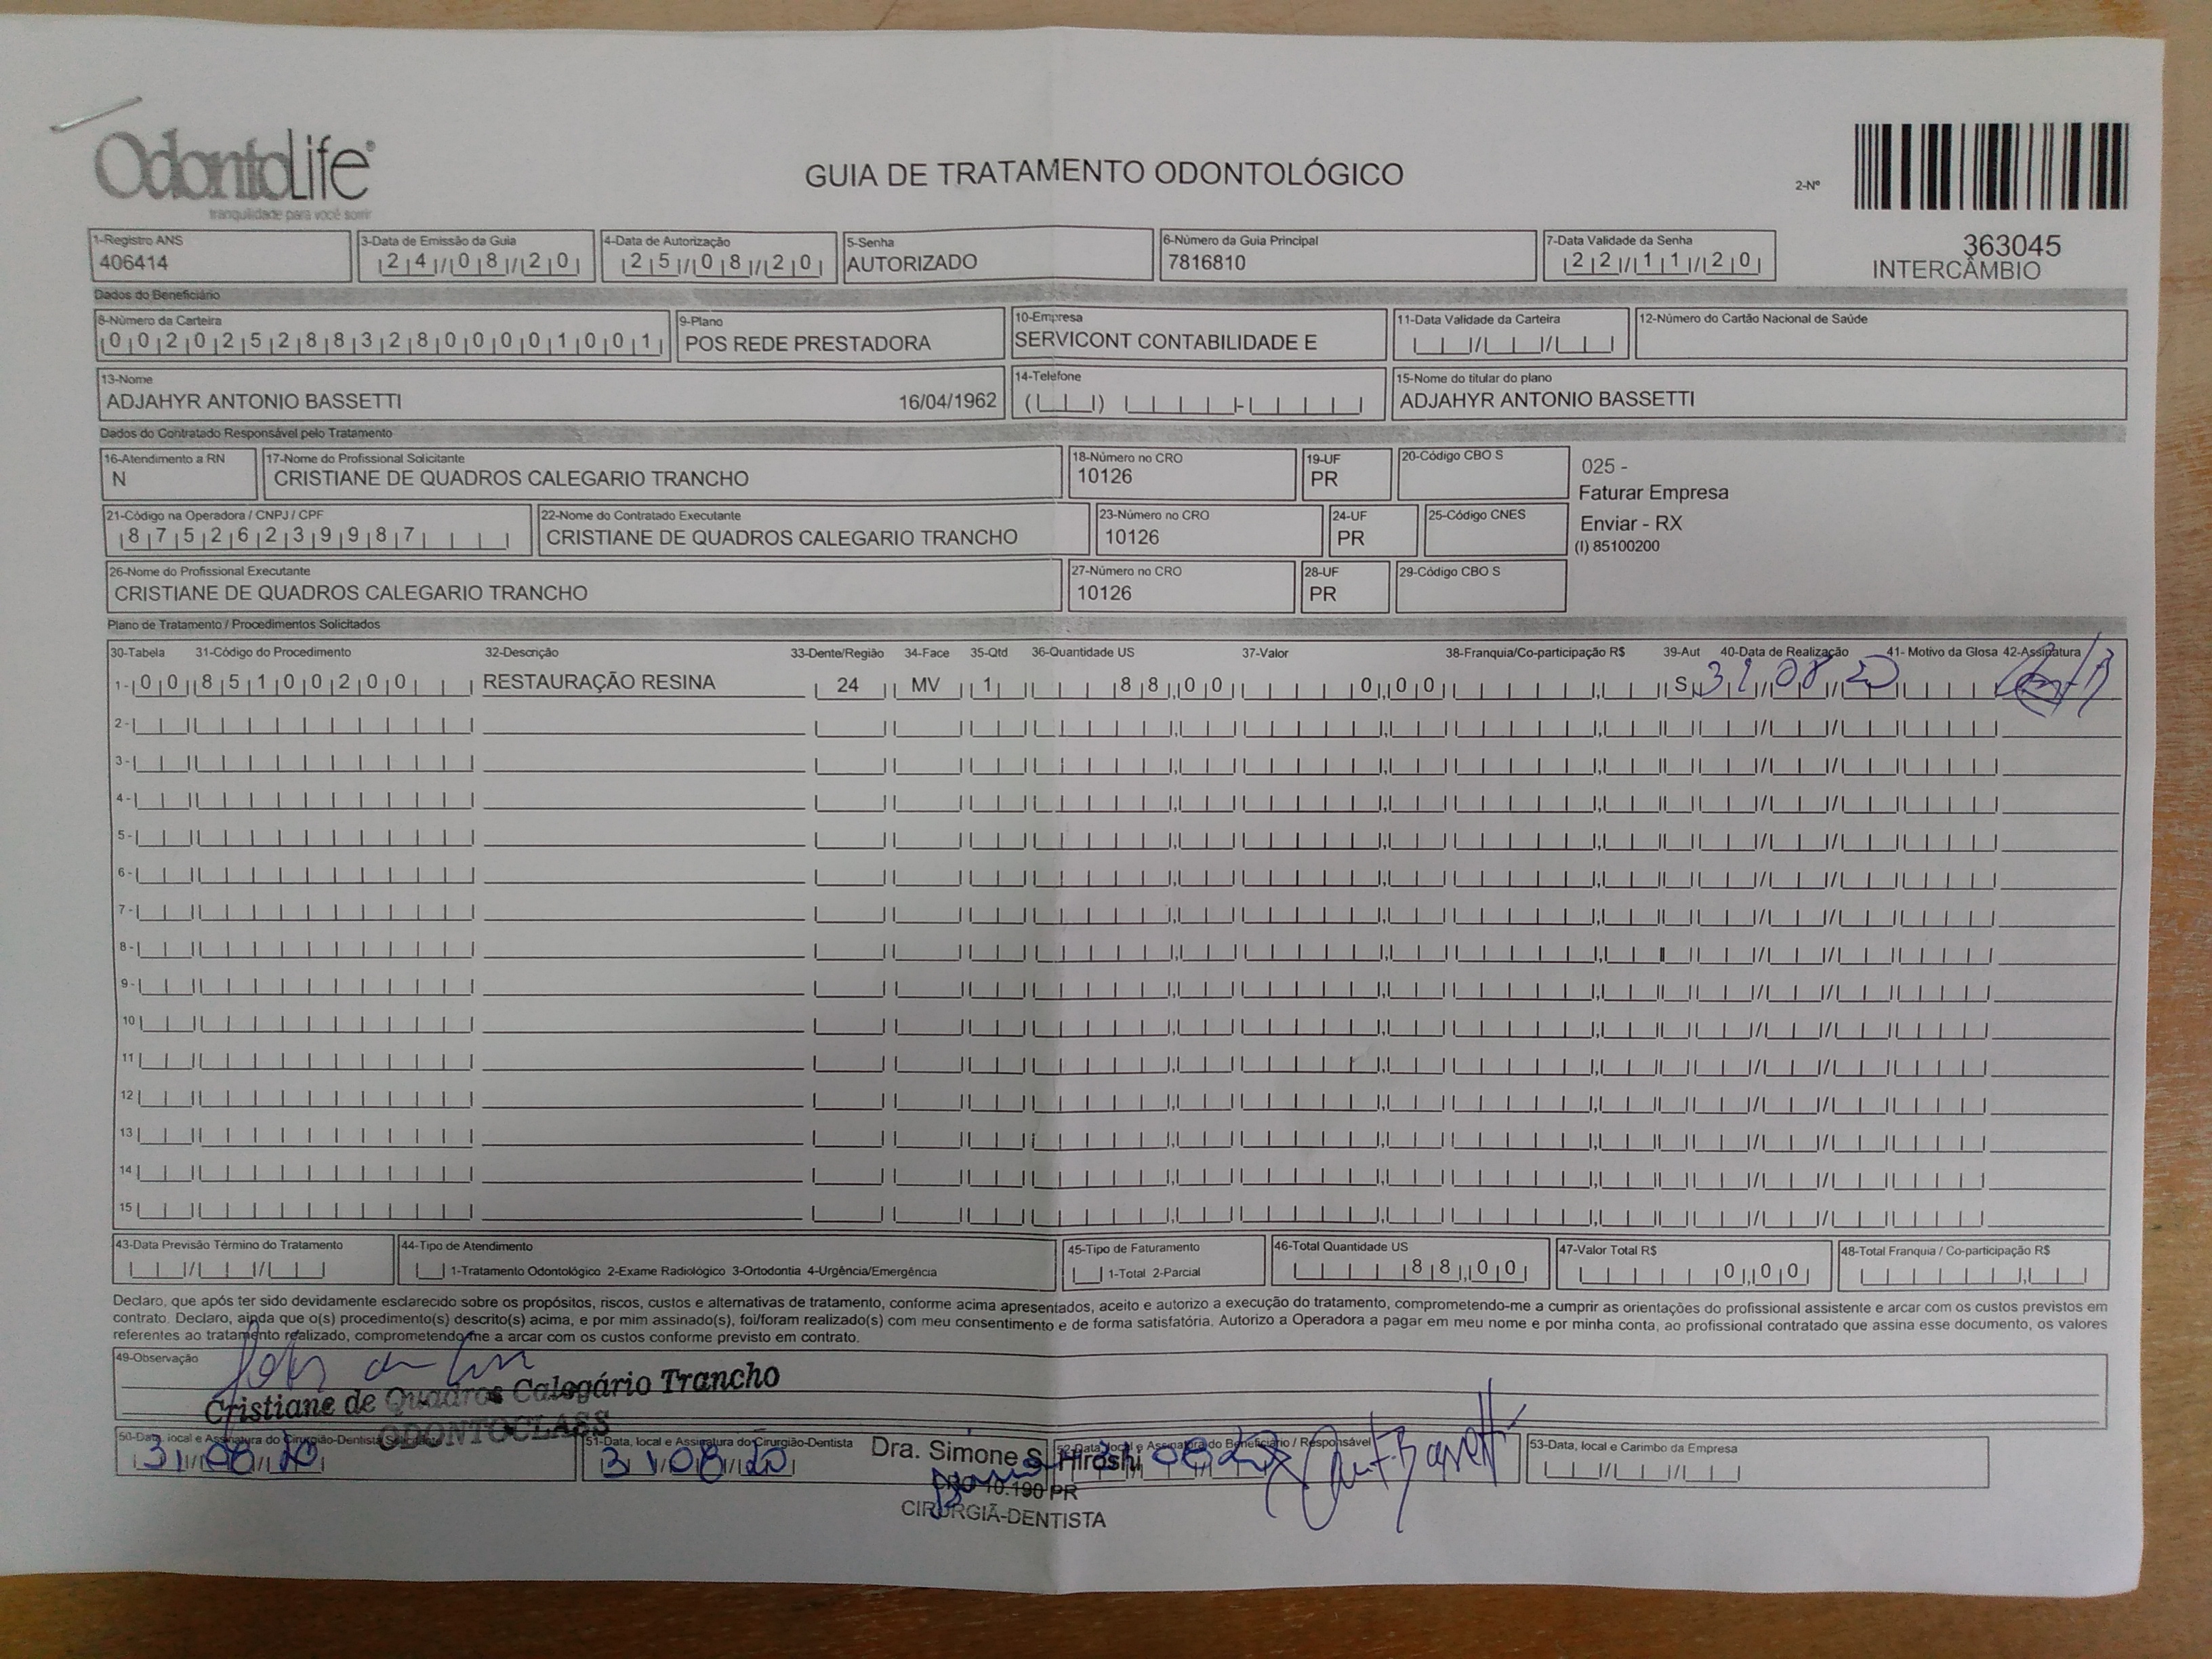 OdontoLife®
tranquilidade para você sorrir
GUIA DE TRATAMENTO ODONTOLÓGICO
2-Nº
363045
INTERCÂMBIO
1-Registro ANS
406414
3-Data de Emissão da Guia
24/08/20
4-Data de Autorização
25/08/20
5-Senha
AUTORIZADO
6-Número da Guia Principal
7816810
7-Data Validade da Senha
22/11/20
Dados do Beneficiário
8-Número da Carteira
00202528832800001001
9-Plano
POS REDE PRESTADORA
10-Empresa
SERVICONT CONTABILIDADE E
11-Data Validade da Carteira
12-Número do Cartão Nacional de Saúde
13-Nome
ADJAHYR ANTONIO BASSETTI 16/04/1962
14-Telefone
15-Nome do titular do plano
ADJAHYR ANTONIO BASSETTI
Dados do Contratado Responsável pelo Tratamento
16-Atendimento a RN
N
17-Nome do Profissional Solicitante
CRISTIANE DE QUADROS CALEGARIO TRANCHO
18-Número no CRO
10126
19-UF
PR
20-Código CBO S
025 -
Faturar Empresa
Enviar - RX
(I) 85100200
21-Código na Operadora / CNPJ / CPF
87526239987
22-Nome do Contratado Executante
CRISTIANE DE QUADROS CALEGARIO TRANCHO
23-Número no CRO
10126
24-UF
PR
25-Código CNES
26-Nome do Profissional Executante
CRISTIANE DE QUADROS CALEGARIO TRANCHO
27-Número no CRO
10126
28-UF
PR
29-Código CBO S
Plano de Tratamento / Procedimentos Solicitados
30-Tabela 31-Código do Procedimento 32-Descrição 33-Dente/Região 34-Face 35-Qtd 36-Quantidade US 37-Valor 38-Franquia/Co-participação R$ 39-Aut 40-Data de Realização 41- Motivo da Glosa 42-Assinatura
1- 00 85100200 RESTAURAÇÃO RESINA 24 MV 1 88,00 0,00 S 31/08/20
2-
3-
4-
5-
6-
7-
8-
9-
10
11
12
13
14
15
43-Data Previsão Término do Tratamento
44-Tipo de Atendimento
1-Tratamento Odontológico 2-Exame Radiológico 3-Ortodontia 4-Urgência/Emergência
45-Tipo de Faturamento
1-Total 2-Parcial
46-Total Quantidade US
88,00
47-Valor Total R$
0,00
48-Total Franquia / Co-participação R$
Declaro, que após ter sido devidamente esclarecido sobre os propósitos, riscos, custos e alternativas de tratamento, conforme acima apresentados, aceito e autorizo a execução do tratamento, comprometendo-me a cumprir as orientações do profissional assistente e arcar com os custos previstos em
contrato. Declaro, ainda que o(s) procedimento(s) descrito(s) acima, e por mim assinado(s), foi/foram realizado(s) com meu consentimento e de forma satisfatória. Autorizo a Operadora a pagar em meu nome e por minha conta, ao profissional contratado que assina esse documento, os valores
referentes ao tratamento realizado, comprometendo-me a arcar com os custos conforme previsto em contrato.
49-Observação
Cristiane de Quadros Calegário Trancho
ODONTOCLASS
50-Data, local e Assinatura do Cirurgião-Dentista Solicitante
31/08/20
51-Data, local e Assinatura do Cirurgião-Dentista
31/08/20
Dra. Simone S. Hiroshi
CRO 10.190 PR
CIRURGIÃ-DENTISTA
52-Data, local e Assinatura do Beneficiário / Responsável
31 08 20
53-Data, local e Carimbo da Empresa